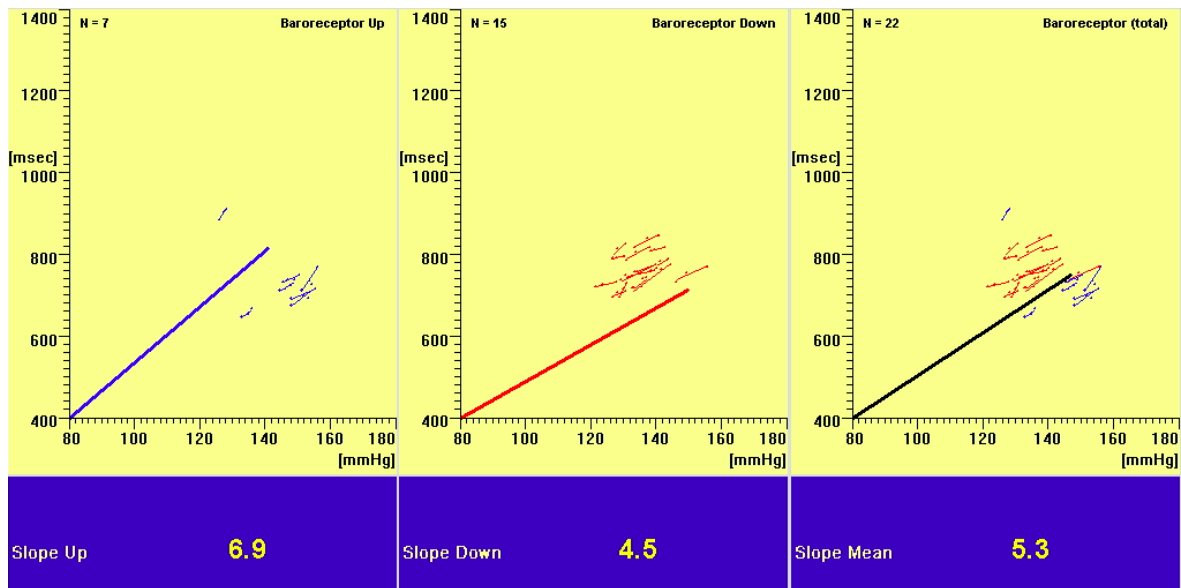 1400 N = 7 Baroreceptor Up
1200
[msec]
1000
800
600
400
80 100 120 140 160 180
[mmHg]
Slope Up 6.9
1400 N = 15 Baroreceptor Down
1200
[msec]
1000
800
600
400
80 100 120 140 160 180
[mmHg]
Slope Down 4.5
1400 N = 22 Baroreceptor (total)
1200
[msec]
1000
800
600
400
80 100 120 140 160 180
[mmHg]
Slope Mean 5.3